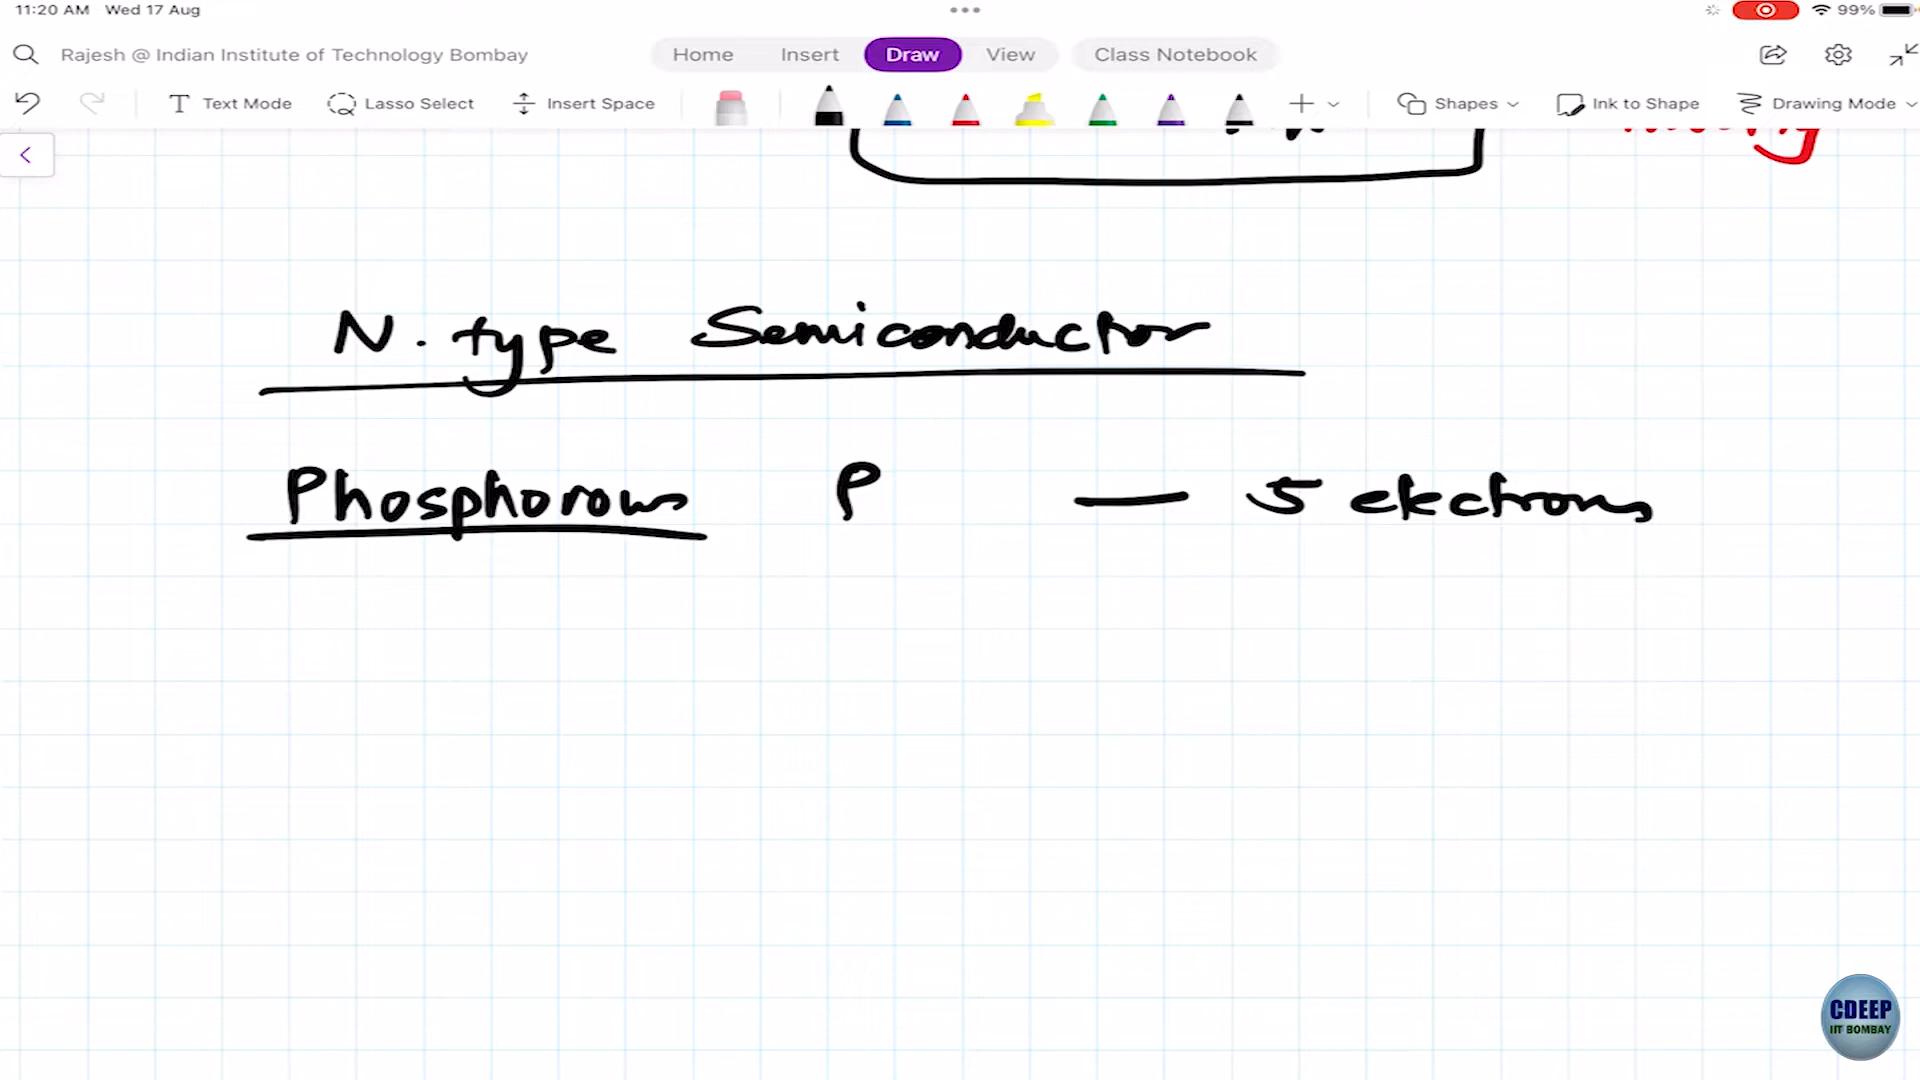 11:20 AM Wed 17 Aug 99%
Rajesh @ Indian Institute of Technology Bombay Home Insert Draw View Class Notebook
Text Mode Lasso Select Insert Space Shapes Ink to Shape Drawing Mode
N. type Semiconductor
Phosphorous P — 5 electrons
CDEEP
IIT BOMBAY